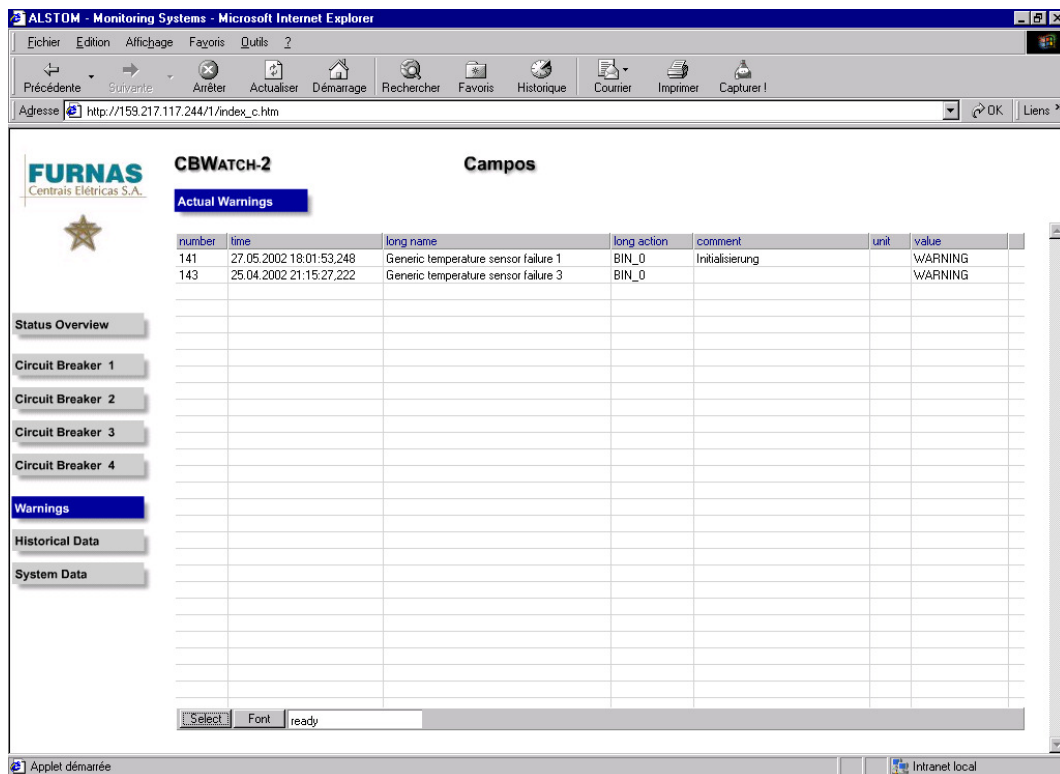 ALSTOM - Monitoring Systems - Microsoft Internet Explorer
Fichier Edition Affichage Favoris Outils ?
Précédente Suivante Arrêter Actualiser Démarrage Rechercher Favoris Historique Courrier Imprimer Capturer !
Adresse http://159.217.117.244/1/index_c.htm OK Liens »
FURNAS
Centrais Elétricas S.A.
CBWATCH-2 Campos
Actual Warnings
number time long name long action comment unit value
141 27.05.2002 18:01:53,248 Generic temperature sensor failure 1 BIN_0 Initialisierung WARNING
143 25.04.2002 21:15:27,222 Generic temperature sensor failure 3 BIN_0 WARNING
Status Overview
Circuit Breaker 1
Circuit Breaker 2
Circuit Breaker 3
Circuit Breaker 4
Warnings
Historical Data
System Data
Select Font ready
Applet démarrée Intranet local